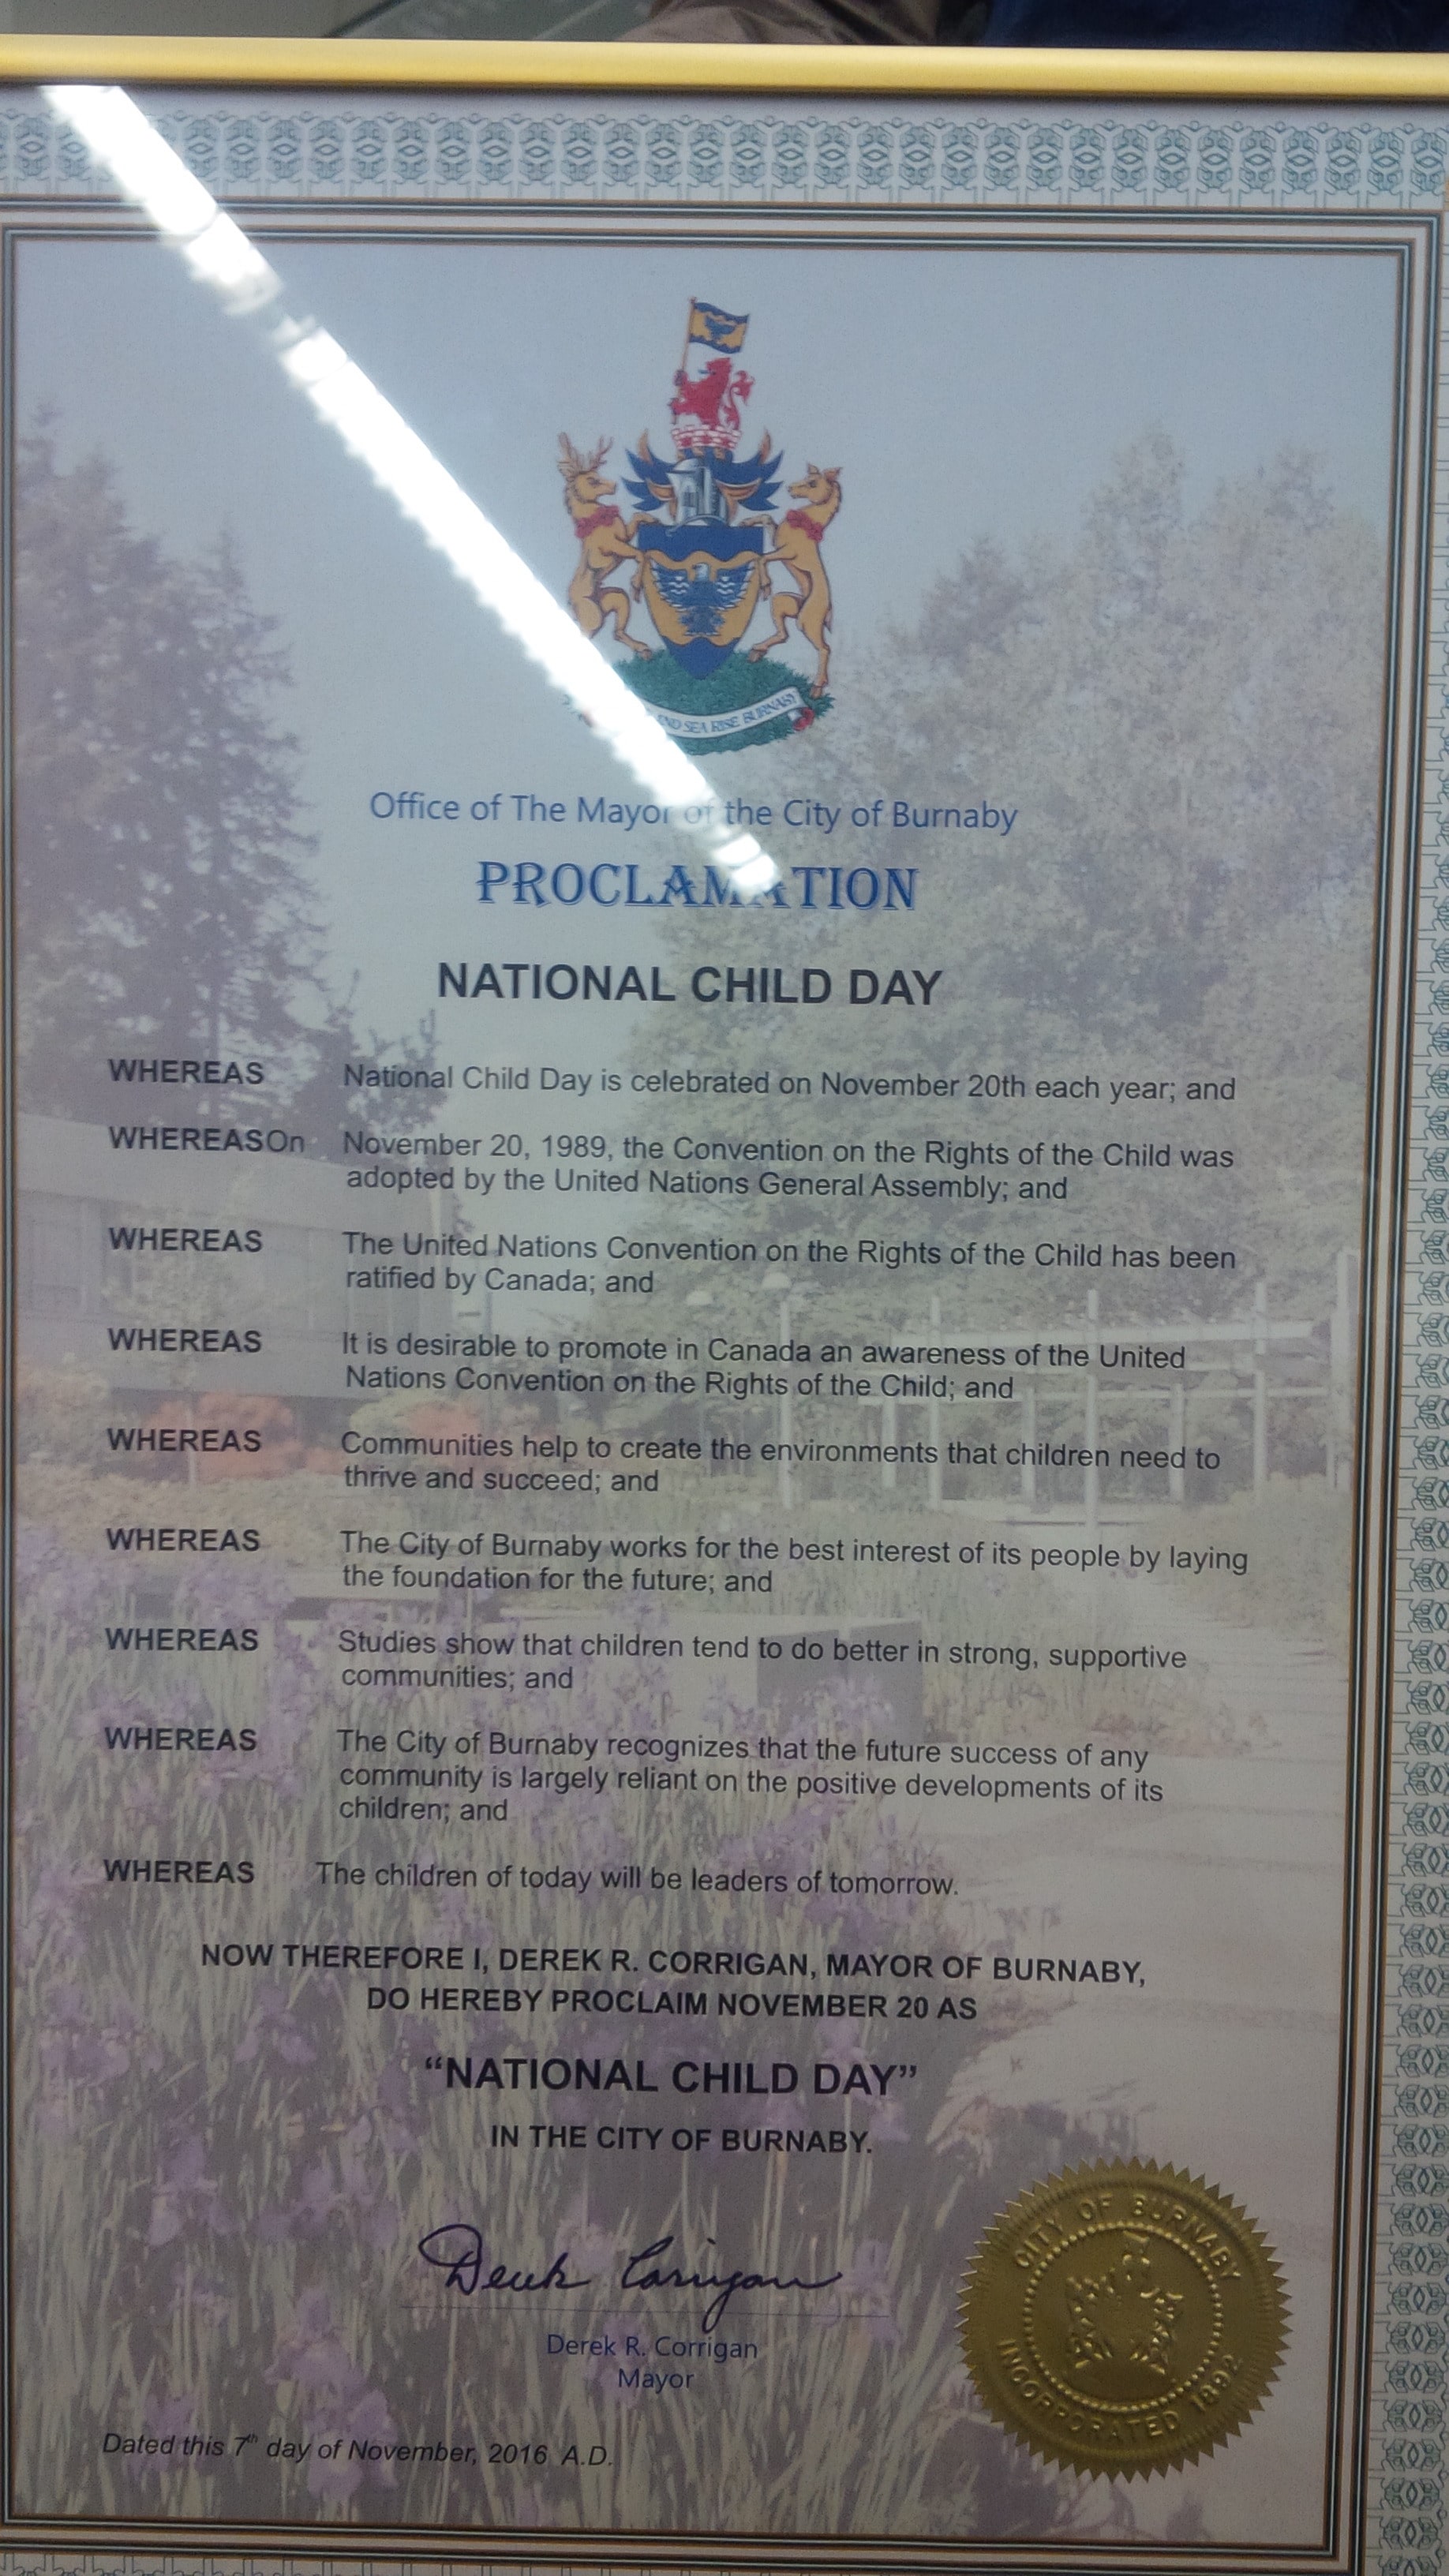 AND SEA RISE BURNABY
Office of The Mayor of the City of Burnaby
PROCLAMATION
NATIONAL CHILD DAY
WHEREAS National Child Day is celebrated on November 20th each year; and
WHEREASOn November 20, 1989, the Convention on the Rights of the Child was
adopted by the United Nations General Assembly; and
WHEREAS The United Nations Convention on the Rights of the Child has been
ratified by Canada; and
WHEREAS It is desirable to promote in Canada an awareness of the United
Nations Convention on the Rights of the Child; and
WHEREAS Communities help to create the environments that children need to
thrive and succeed; and
WHEREAS The City of Burnaby works for the best interest of its people by laying
the foundation for the future; and
WHEREAS Studies show that children tend to do better in strong, supportive
communities; and
WHEREAS The City of Burnaby recognizes that the future success of any
community is largely reliant on the positive developments of its
children; and
WHEREAS The children of today will be leaders of tomorrow.
NOW THEREFORE I, DEREK R. CORRIGAN, MAYOR OF BURNABY,
DO HEREBY PROCLAIM NOVEMBER 20 AS
“NATIONAL CHILD DAY”
IN THE CITY OF BURNABY.
Derek Corrigan
Derek R. Corrigan
Mayor
CITY OF BURNABY
INCORPORATED 1892
Dated this 7th day of November, 2016 A.D.